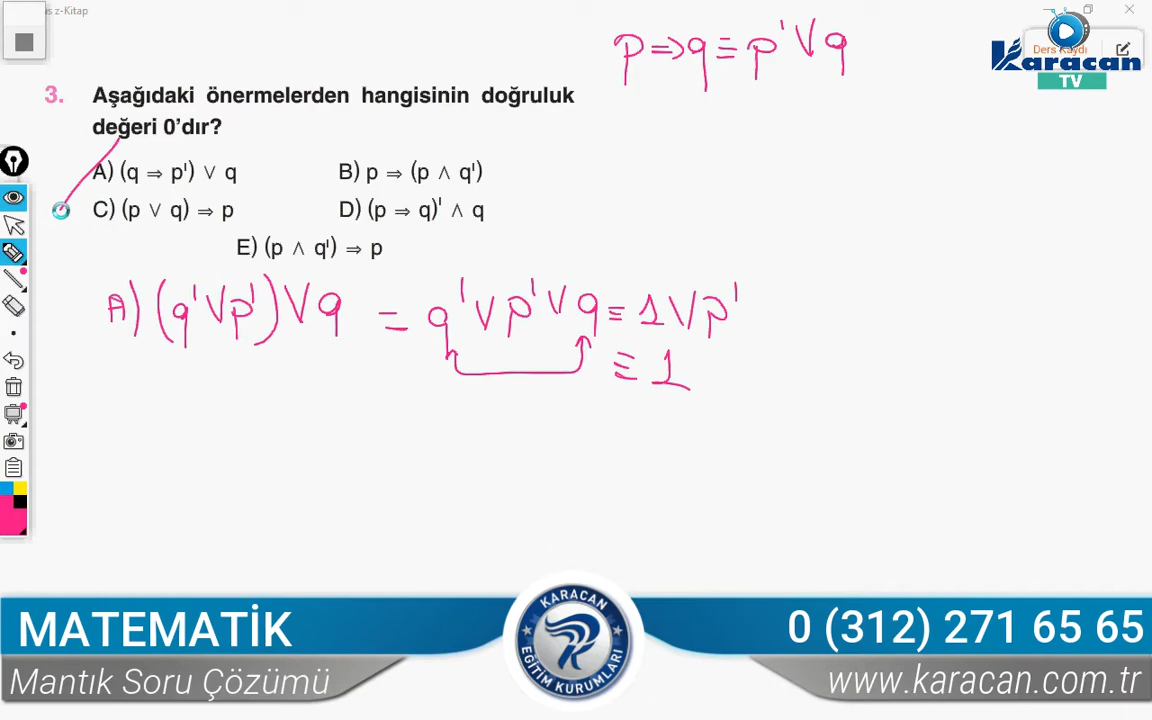 us z-Kitap
p⇒q≡p'∨q
Ders Kaydı
Karacan
TV
3. Aşağıdaki önermelerden hangisinin doğruluk
değeri 0'dır?
A) (q ⇒ p') ∨ q
B) p ⇒ (p ∧ q')
C) (p ∨ q) ⇒ p
D) (p ⇒ q)' ∧ q
E) (p ∧ q') ⇒ p
A) (q'∨p')∨q = q'∨p'∨q ≡ 1∨p'
≡ 1
KARACAN
EĞİTİM KURUMLARI
MATEMATİK
0 (312) 271 65 65
Mantık Soru Çözümü
www.karacan.com.tr